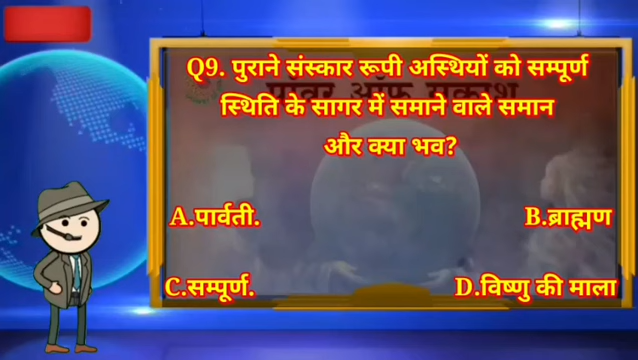 Q9. पुराने संस्कार रूपी अस्थियों को सम्पूर्ण
स्थिति के सागर में समाने वाले समान
और क्या भव?
A.पार्वती.
B.ब्राह्मण
C.सम्पूर्ण.
D.विष्णु की माला